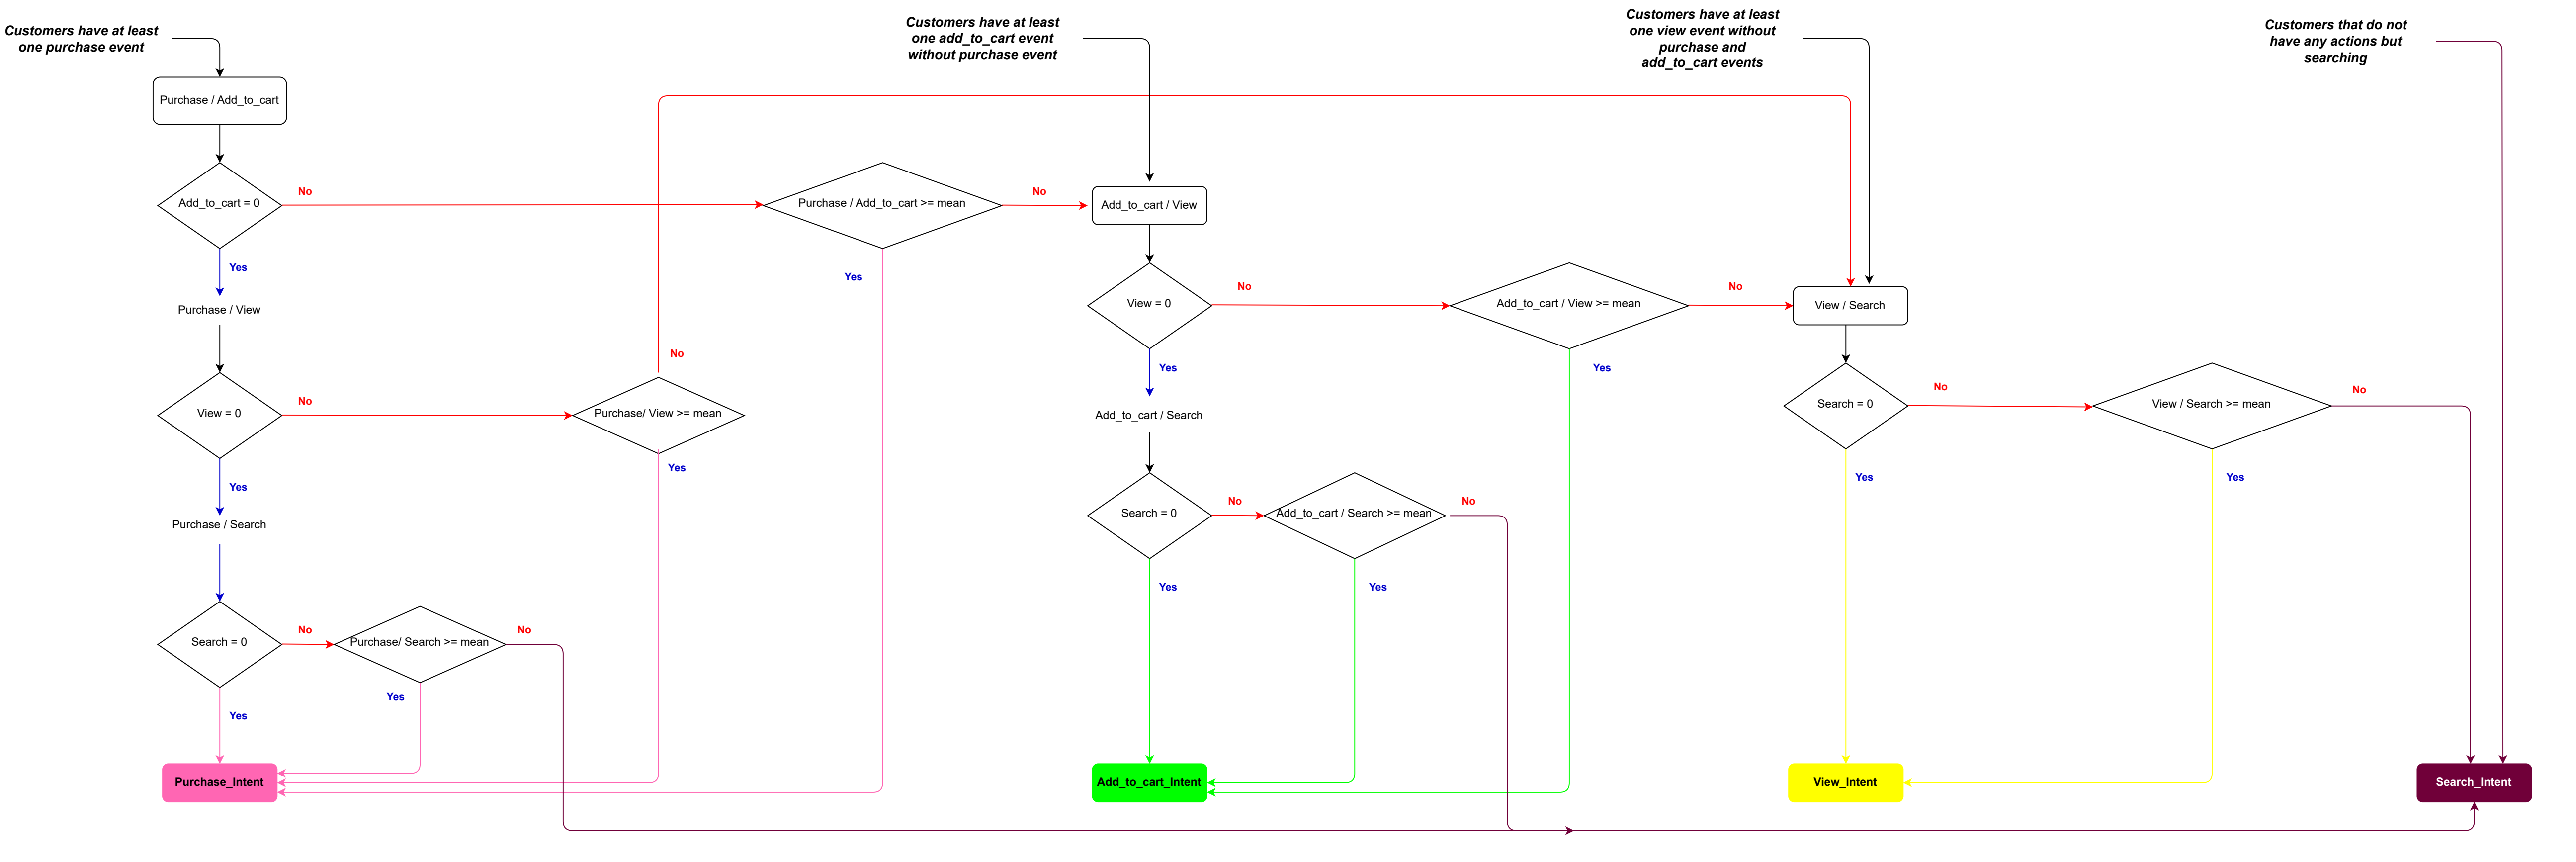 Customers have at least
one purchase event
Customers have at least
one add_to_cart event
without purchase event
Customers have at least
one view event without
purchase and
add_to_cart events
Customers that do not
have any actions but
searching
Purchase / Add_to_cart
Add_to_cart = 0
No
Purchase / Add_to_cart >= mean
No
Add_to_cart / View
Yes
Yes
Purchase / View
View = 0
No
Add_to_cart / View >= mean
No
View / Search
No
Yes
Yes
View = 0
No
Purchase/ View >= mean
Add_to_cart / Search
Search = 0
No
View / Search >= mean
No
Yes
Yes
Yes
Yes
Purchase / Search
Search = 0
No
Add_to_cart / Search >= mean
No
Yes
Yes
Search = 0
No
Purchase/ Search >= mean
No
Yes
Yes
Purchase_Intent
Add_to_cart_Intent
View_Intent
Search_Intent